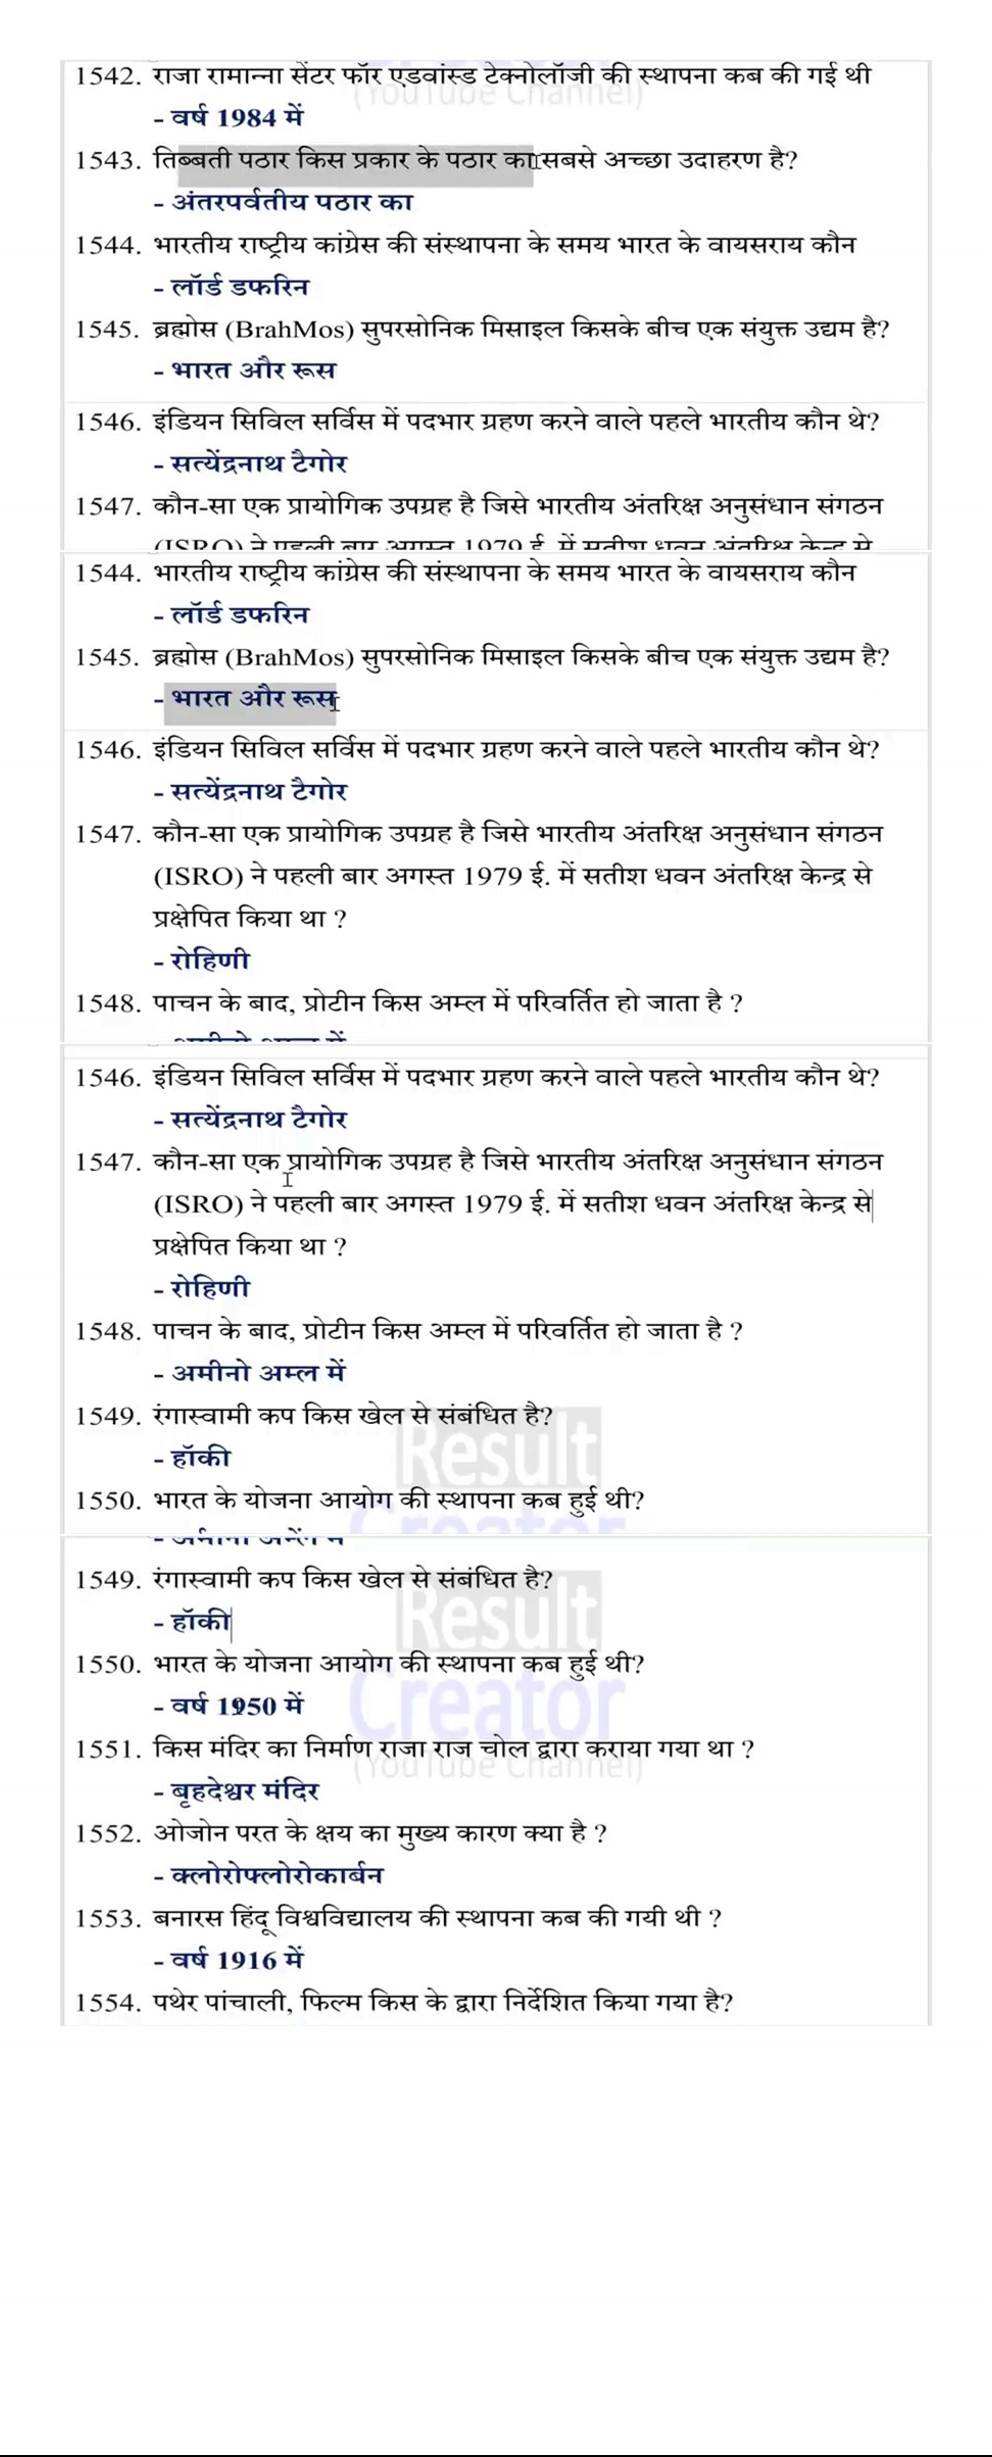 1542. राजा रामान्ना सेंटर फॉर एडवांस्ड टेक्नोलॉजी की स्थापना कब की गई थी
(YouTube Channel)
- वर्ष 1984 में
1543. तिब्बती पठार किस प्रकार के पठार का सबसे अच्छा उदाहरण है?
- अंतरपर्वतीय पठार का
1544. भारतीय राष्ट्रीय कांग्रेस की संस्थापना के समय भारत के वायसराय कौन
- लॉर्ड डफरिन
1545. ब्रह्मोस (BrahMos) सुपरसोनिक मिसाइल किसके बीच एक संयुक्त उद्यम है?
- भारत और रूस
1546. इंडियन सिविल सर्विस में पदभार ग्रहण करने वाले पहले भारतीय कौन थे?
- सत्येंद्रनाथ टैगोर
1547. कौन-सा एक प्रायोगिक उपग्रह है जिसे भारतीय अंतरिक्ष अनुसंधान संगठन
(ISRO) ने पहली बार अगस्त 1979 ई. में सतीश धवन अंतरिक्ष केन्द्र से
1544. भारतीय राष्ट्रीय कांग्रेस की संस्थापना के समय भारत के वायसराय कौन
- लॉर्ड डफरिन
1545. ब्रह्मोस (BrahMos) सुपरसोनिक मिसाइल किसके बीच एक संयुक्त उद्यम है?
- भारत और रूस
1546. इंडियन सिविल सर्विस में पदभार ग्रहण करने वाले पहले भारतीय कौन थे?
- सत्येंद्रनाथ टैगोर
1547. कौन-सा एक प्रायोगिक उपग्रह है जिसे भारतीय अंतरिक्ष अनुसंधान संगठन
(ISRO) ने पहली बार अगस्त 1979 ई. में सतीश धवन अंतरिक्ष केन्द्र से
प्रक्षेपित किया था ?
- रोहिणी
1548. पाचन के बाद, प्रोटीन किस अम्ल में परिवर्तित हो जाता है ?
1546. इंडियन सिविल सर्विस में पदभार ग्रहण करने वाले पहले भारतीय कौन थे?
- सत्येंद्रनाथ टैगोर
1547. कौन-सा एक प्रायोगिक उपग्रह है जिसे भारतीय अंतरिक्ष अनुसंधान संगठन
(ISRO) ने पहली बार अगस्त 1979 ई. में सतीश धवन अंतरिक्ष केन्द्र से
प्रक्षेपित किया था ?
- रोहिणी
1548. पाचन के बाद, प्रोटीन किस अम्ल में परिवर्तित हो जाता है ?
- अमीनो अम्ल में
1549. रंगास्वामी कप किस खेल से संबंधित है?
Result
- हॉकी
1550. भारत के योजना आयोग की स्थापना कब हुई थी?
Creator
1549. रंगास्वामी कप किस खेल से संबंधित है?
Result
- हॉकी
1550. भारत के योजना आयोग की स्थापना कब हुई थी?
Creator
- वर्ष 1950 में
1551. किस मंदिर का निर्माण राजा राज चोल द्वारा कराया गया था ?
(YouTube Channel)
- बृहदेश्वर मंदिर
1552. ओजोन परत के क्षय का मुख्य कारण क्या है ?
- क्लोरोफ्लोरोकार्बन
1553. बनारस हिंदू विश्वविद्यालय की स्थापना कब की गयी थी ?
- वर्ष 1916 में
1554. पथेर पांचाली, फिल्म किस के द्वारा निर्देशित किया गया है?